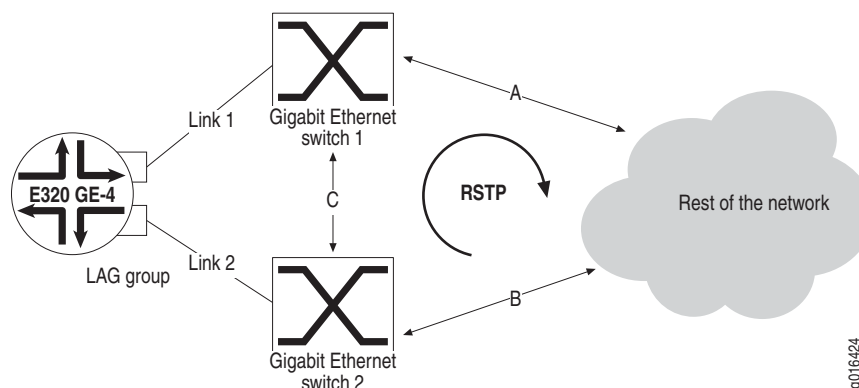 Gigabit Ethernet
switch 1
Link 1
A
E320 GE-4
C
RSTP
Rest of the network
Link 2
LAG group
B
Gigabit Ethernet
switch 2
g016424